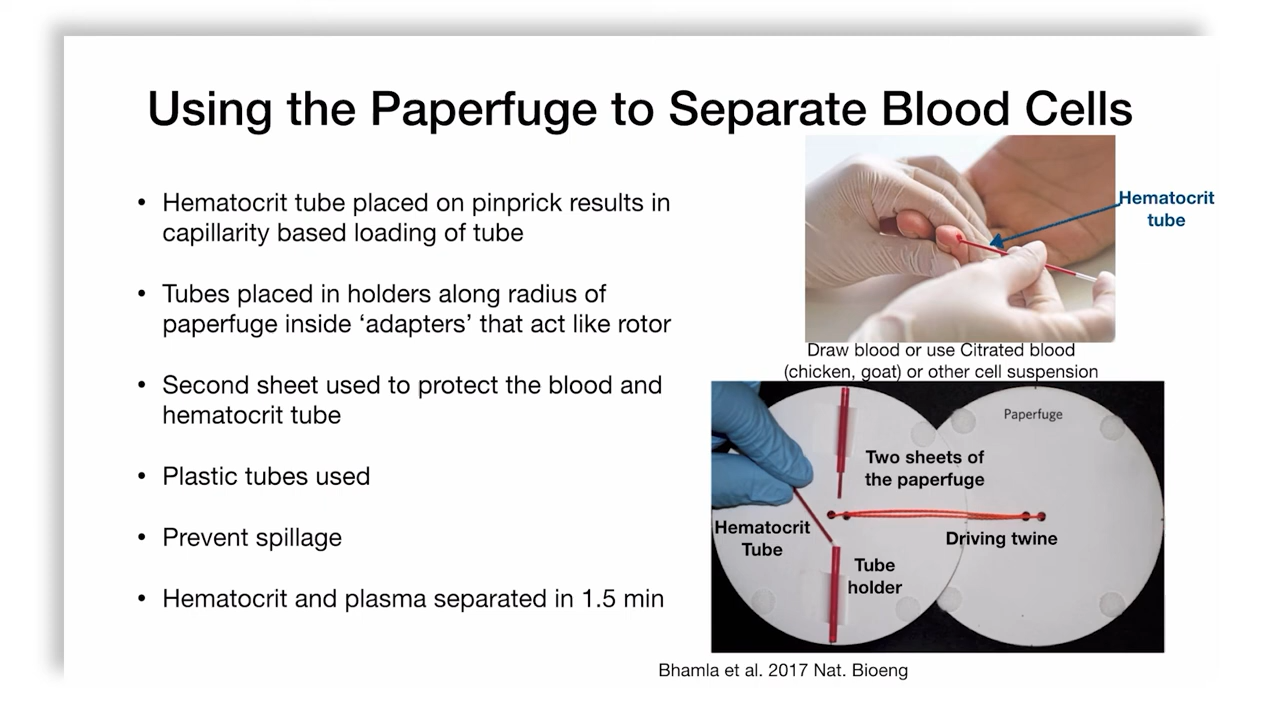 Using the Paperfuge to Separate Blood Cells
• Hematocrit tube placed on pinprick results in
capillarity based loading of tube
• Tubes placed in holders along radius of
paperfuge inside ‘adapters’ that act like rotor
• Second sheet used to protect the blood and
hematocrit tube
• Plastic tubes used
• Prevent spillage
• Hematocrit and plasma separated in 1.5 min
Hematocrit
tube
Draw blood or use Citrated blood
(chicken, goat) or other cell suspension
Paperfuge
Two sheets of
the paperfuge
Hematocrit
Tube
Driving twine
Tube
holder
Bhamla et al. 2017 Nat. Bioeng